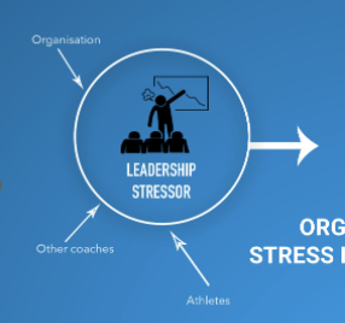 Organisation
LEADERSHIP
STRESSOR
Other coaches
ORG
STRESS
Athletes